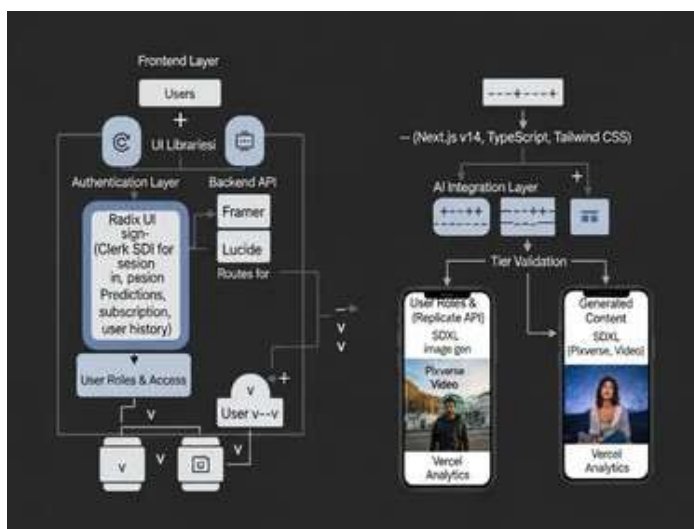 Frontend Layer
Users
+
UI Librariesi
Authentication Layer
Backend API
Radix UI
sign-
(Clerk SDI for
sesion
in, pesion
Predictions,
subscription,
user history)
Framer
Lucide
Routes for
User Roles & Access
v
v
v
v
+
v
User v--v
---+---+
— (Next.js v14, TypeScript, Tailwind CSS)
+
AI Integration Layer
Tier Validation
–
v
v
User Roles &
(Replicate API)
SDXL
image gen
Pixverse
Video
Vercel
Analytics
Generated
Content
SDXL
(Pixverse, Video)
Vercel
Analytics